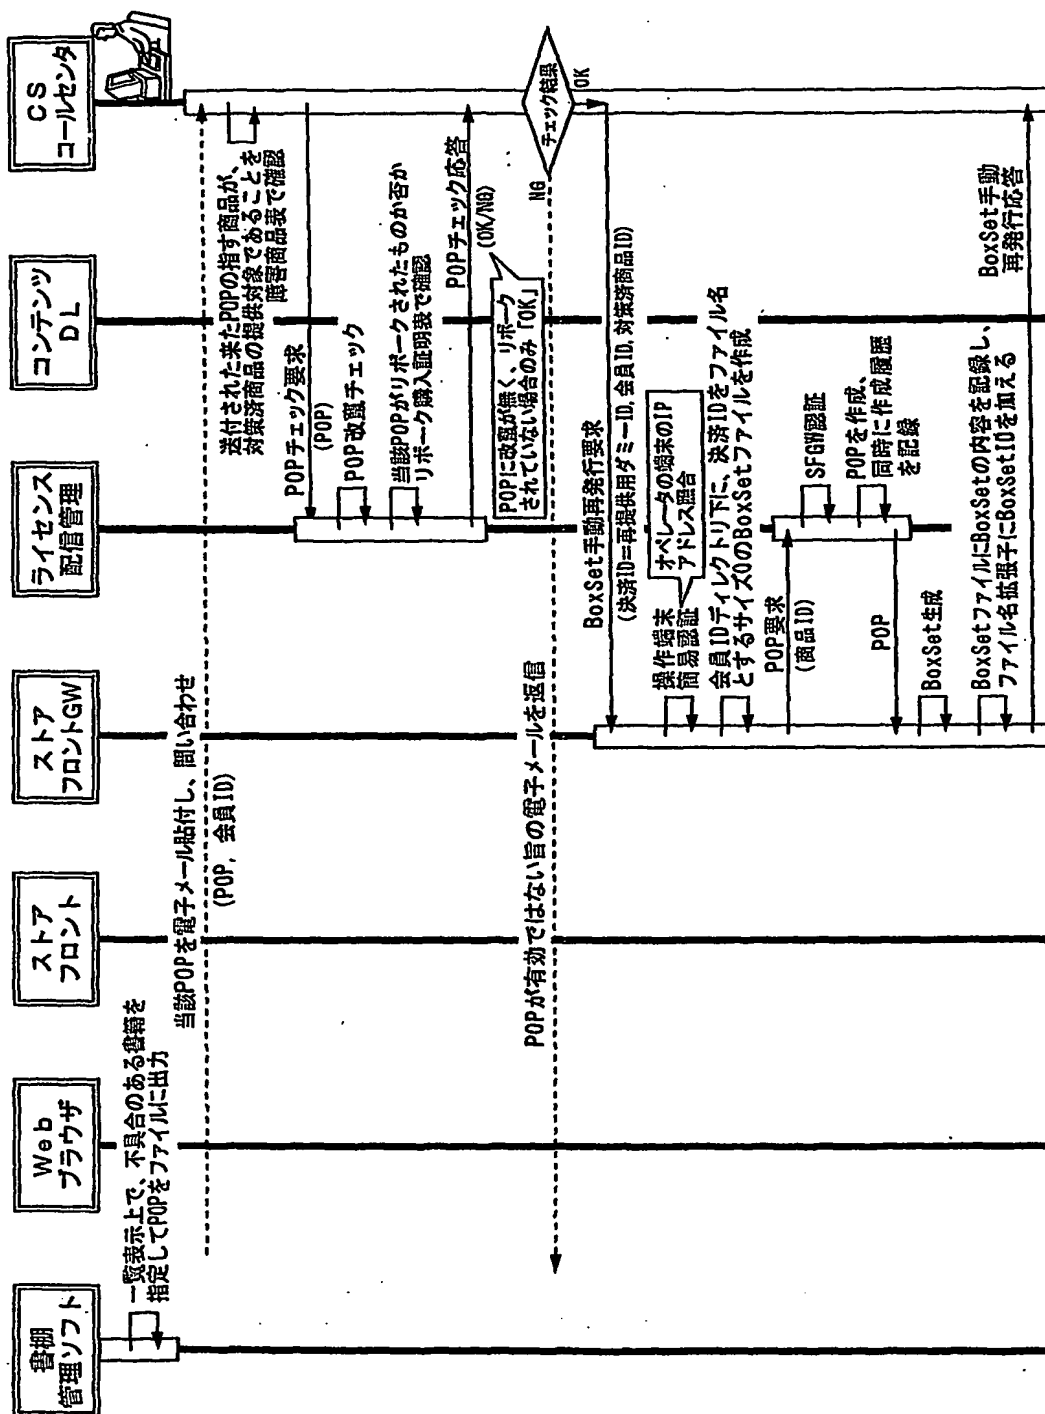 書棚
管理ソフト
Web
ブラウザ
ストア
フロント
ストア
フロントGW
ライセンス
配信管理
コンテンツ
DL
CS
コールセンタ
一覧表示上で、不具合のある書籍を
指定してPOPをファイルに出力
当該POPを電子メール貼付し、問い合わせ
(POP, 会員ID)
送付された来たPOPの指す商品が、
対策済商品の提供対象であることを
障害商品表で確認
POPチェック要求
(POP)
POP改竄チェック
当該POPがリボークされたものか否か
リボーク購入証明表で確認
POPチェック応答
(OK/NG)
POPに改竄が無く、リボーク
されていない場合のみ「OK」
チェック結果
NG
OK
POPが有効ではない旨の電子メールを返信
BoxSet手動再発行要求
(決済ID=再提供用ダミーID, 会員ID, 対策済商品ID)
操作端末
簡易認証
オペレータの端末のIP
アドレス照合
会員IDディレクトリ下に、決済IDをファイル名
とするサイズ0のBoxSetファイルを作成
POP要求
(商品ID)
SFGW認証
POPを作成、
同時に作成履歴
を記録
POP
BoxSet生成
BoxSetファイルにBoxSetの内容を記録し、
ファイル名拡張子にBoxSetIDを加える
BoxSet手動
再発行応答